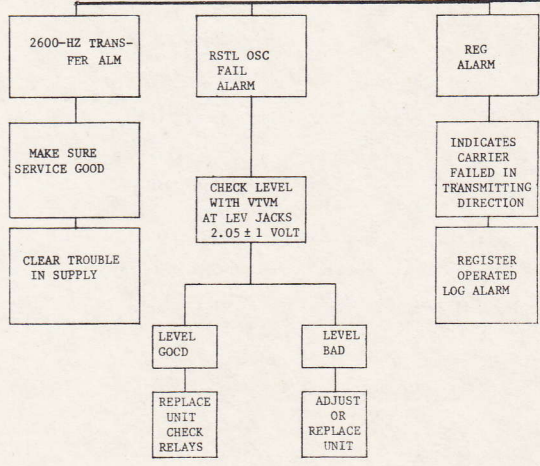 2600-HZ TRANS-
FER ALM
RSTL OSC
FAIL
ALARM
REG
ALARM
MAKE SURE
SERVICE GOOD
CHECK LEVEL
WITH VTVM
AT LEV JACKS
2.05 ± 1 VOLT
INDICATES
CARRIER
FAILED IN
TRANSMITTING
DIRECTION
CLEAR TROUBLE
IN SUPPLY
REGISTER
OPERATED
LOG ALARM
LEVEL
GOOD
LEVEL
BAD
REPLACE
UNIT
CHECK
RELAYS
ADJUST
OR
REPLACE
UNIT